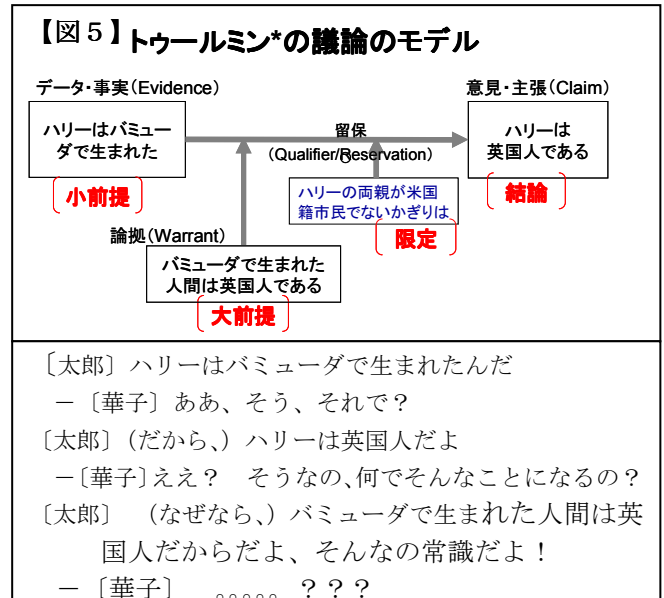 【図５】トゥールミン*の議論のモデル
データ・事実(Evidence)
意見・主張(Claim)
ハリーはバミュー
ダで生まれた
留保
(Qualifier/Reservation)
ハリーは
英国人である
小前提
ハリーの両親が米国
籍市民でないかぎりは
結論
限定
論拠(Warrant)
バミューダで生まれた
人間は英国人である
大前提
〔太郎〕ハリーはバミューダで生まれたんだ
－〔華子〕ああ、そう、それで？
〔太郎〕（だから、）ハリーは英国人だよ
－〔華子〕ええ？　そうなの、何でそんなことになるの？
〔太郎〕　（なぜなら、）バミューダで生まれた人間は英
国人だからだよ、そんなの常識だよ！
－〔華子〕　。。。。。？？？